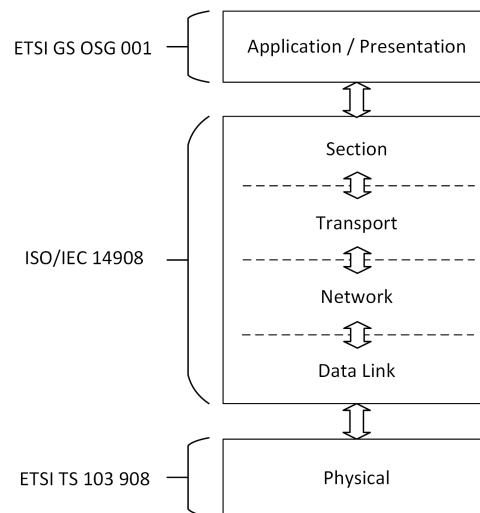 ETSI GS OSG 001
Application / Presentation
ISO/IEC 14908
Section
Transport
Network
Data Link
ETSI TS 103 908
Physical